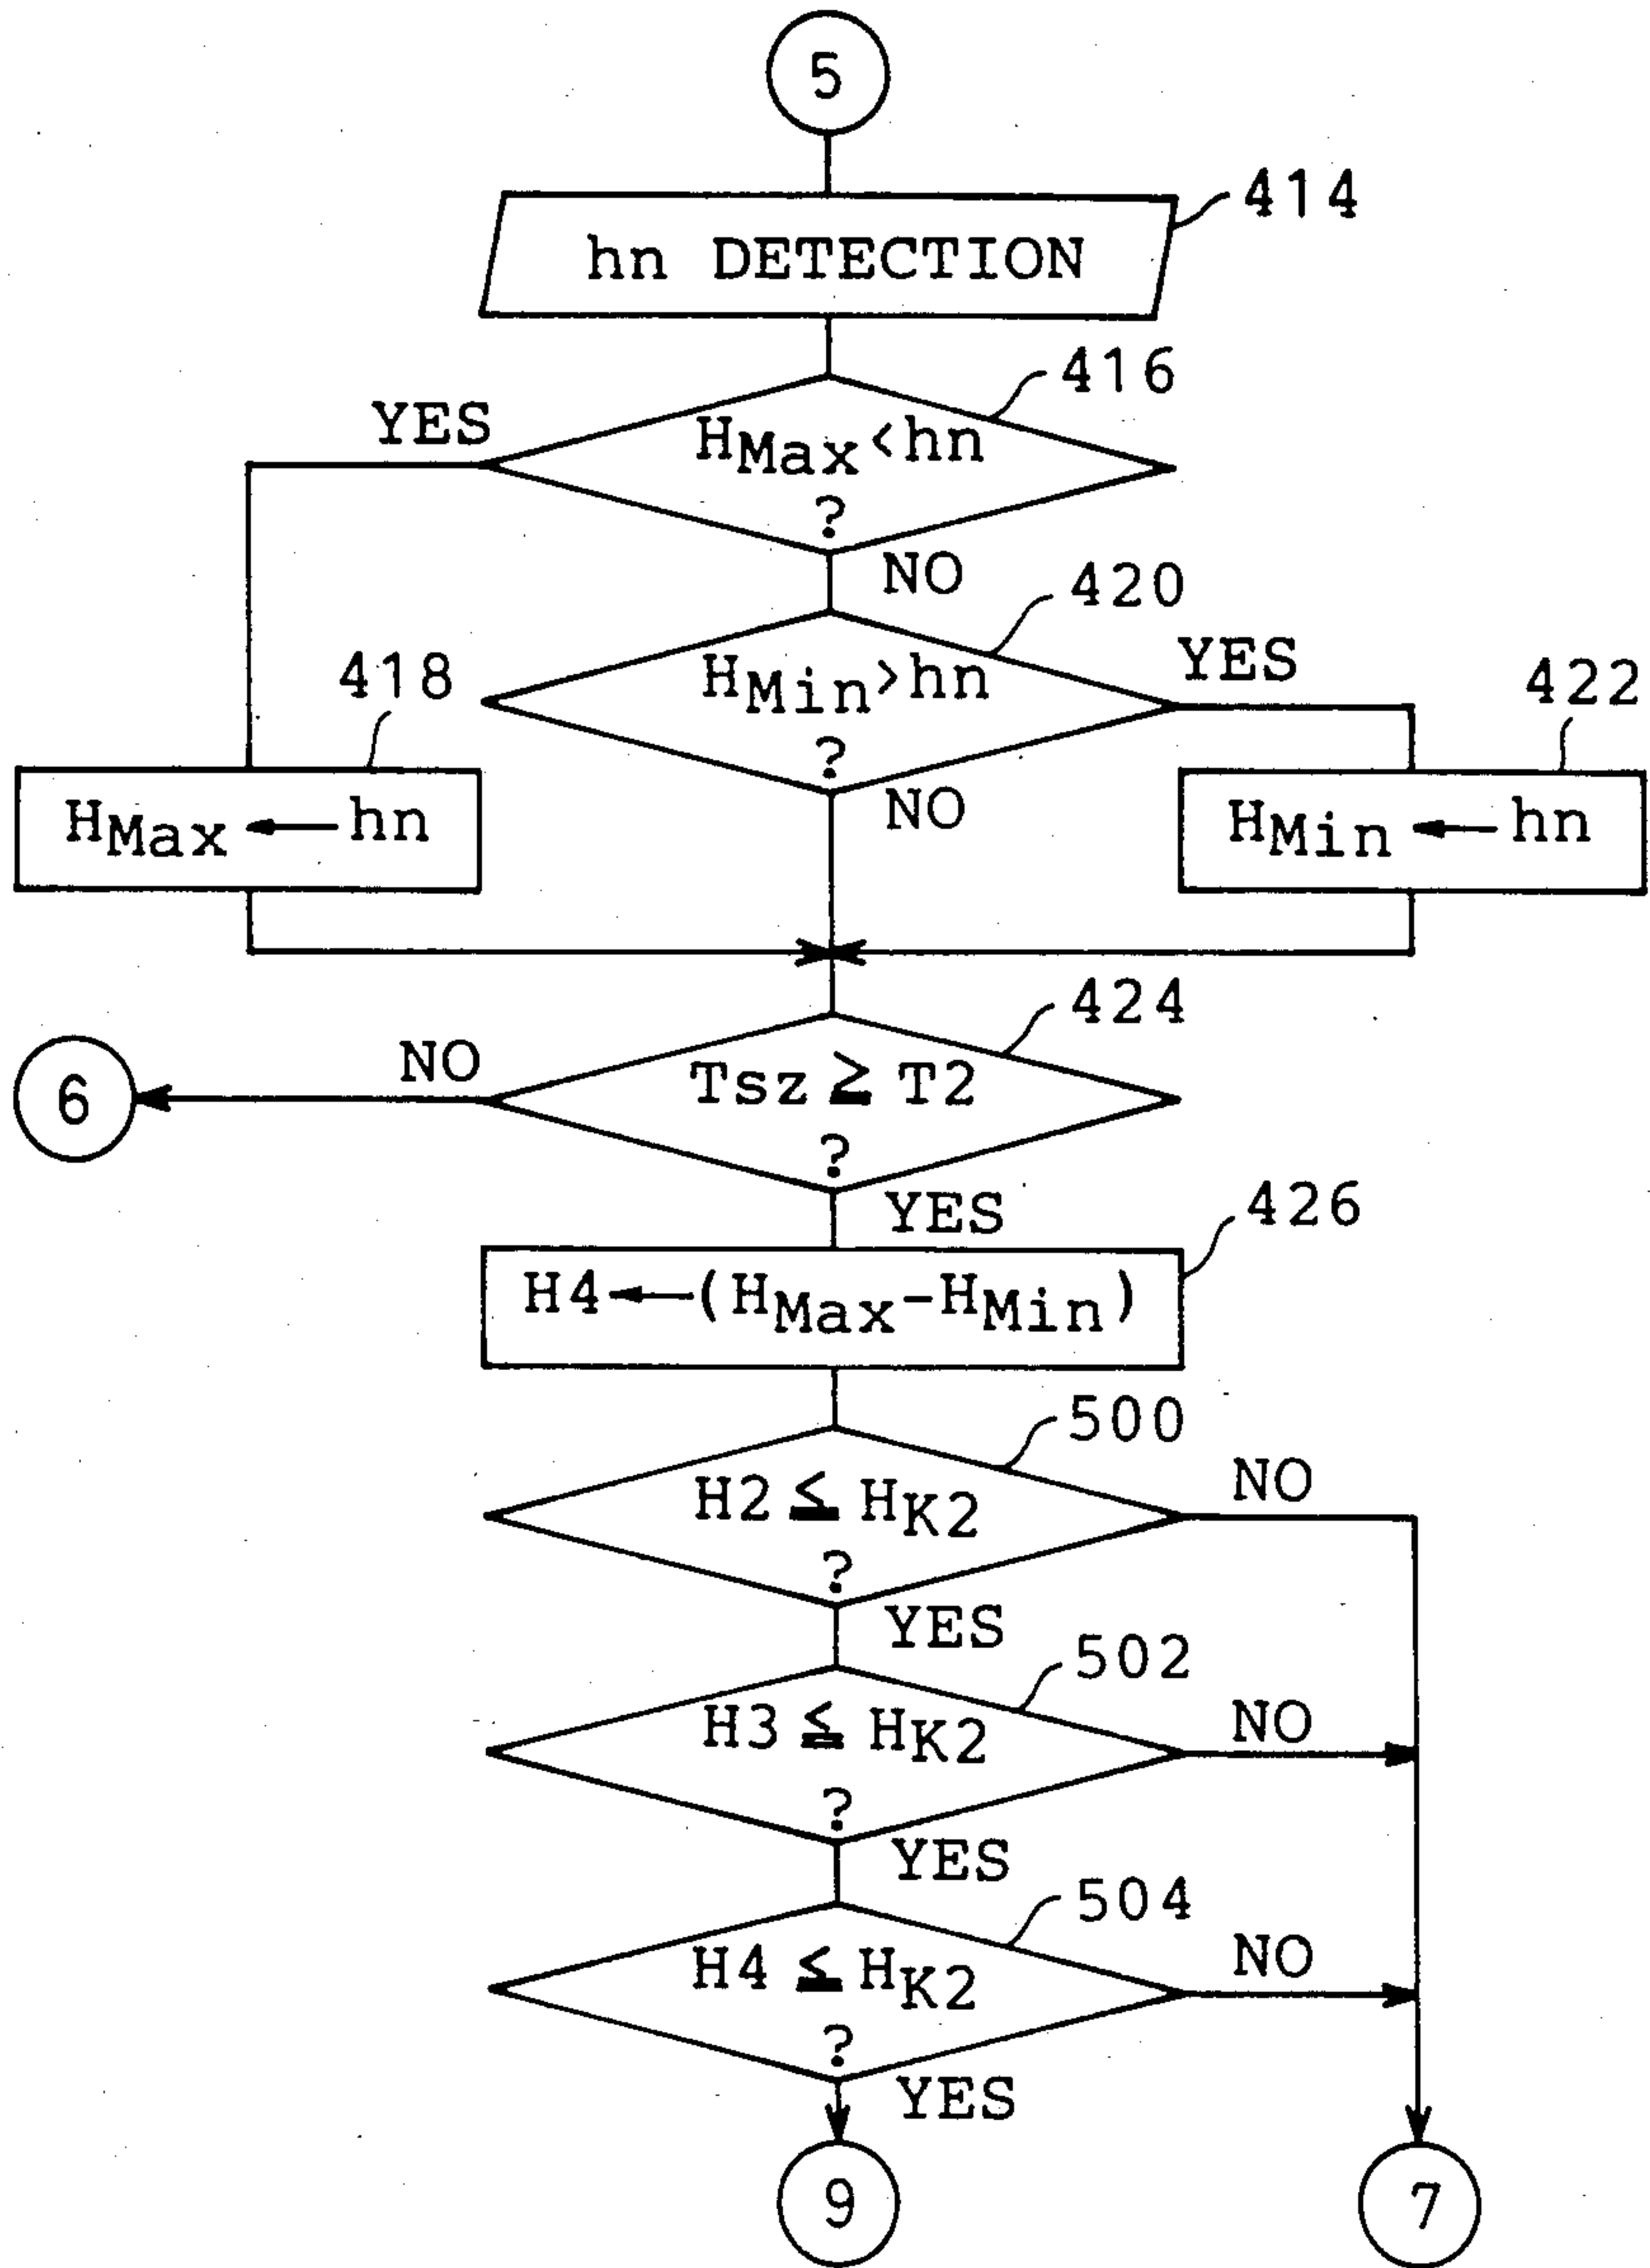 5
414
hn DETECTION
416
YES
HMax<hn
?
NO
420
YES
418
HMin>hn
422
?
NO
HMax ← hn
HMin ← hn
424
NO
6
Tsz ≥ T2
?
YES
426
H4 ← (HMax-HMin)
500
NO
H2 ≦ HK2
?
YES
502
NO
H3 ≦ HK2
?
YES
504
NO
H4 ≦ HK2
?
YES
9
7